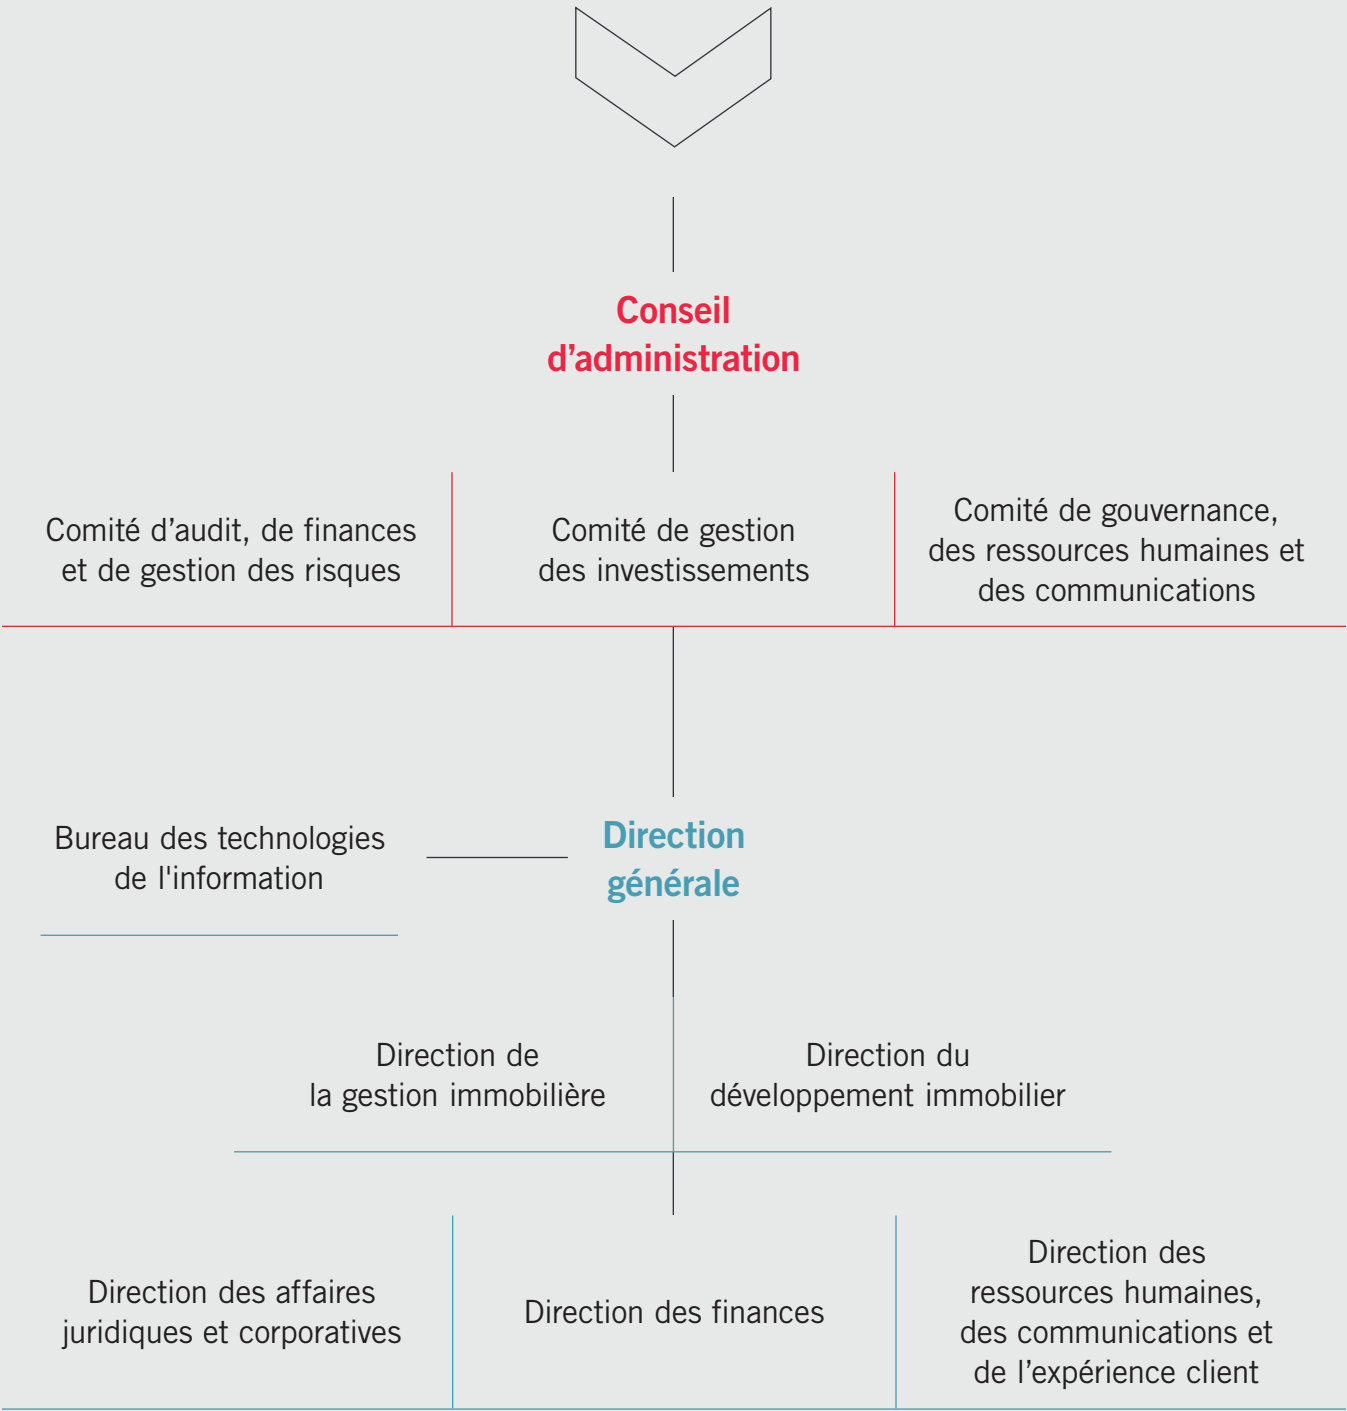 Conseil
d’administration
Comité d’audit, de finances
et de gestion des risques
Comité de gestion
des investissements
Comité de gouvernance,
des ressources humaines et
des communications
Bureau des technologies
de l'information
Direction
générale
Direction de
la gestion immobilière
Direction du
développement immobilier
Direction des affaires
juridiques et corporatives
Direction des finances
Direction des
ressources humaines,
des communications et
de l’expérience client